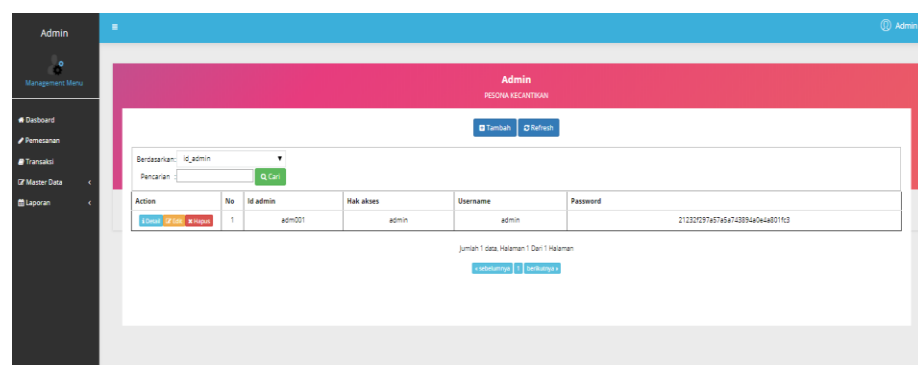 Admin
Admin
Management Menu
Dasboard
Pemesanan
Transaksi
Master Data
Laporan
Admin
PESONA KECANTIKAN
Tambah Refresh
Berdasarkan: id_admin
Pencarian : Cari
Action No Id admin Hak akses Username Password
Detail Edit Hapus 1 adm001 admin admin 21232f297a57a5a743894a0e4a801fc3
Jumlah 1 data, Halaman 1 Dari 1 Halaman
« sebelumnya 1 berikutnya »